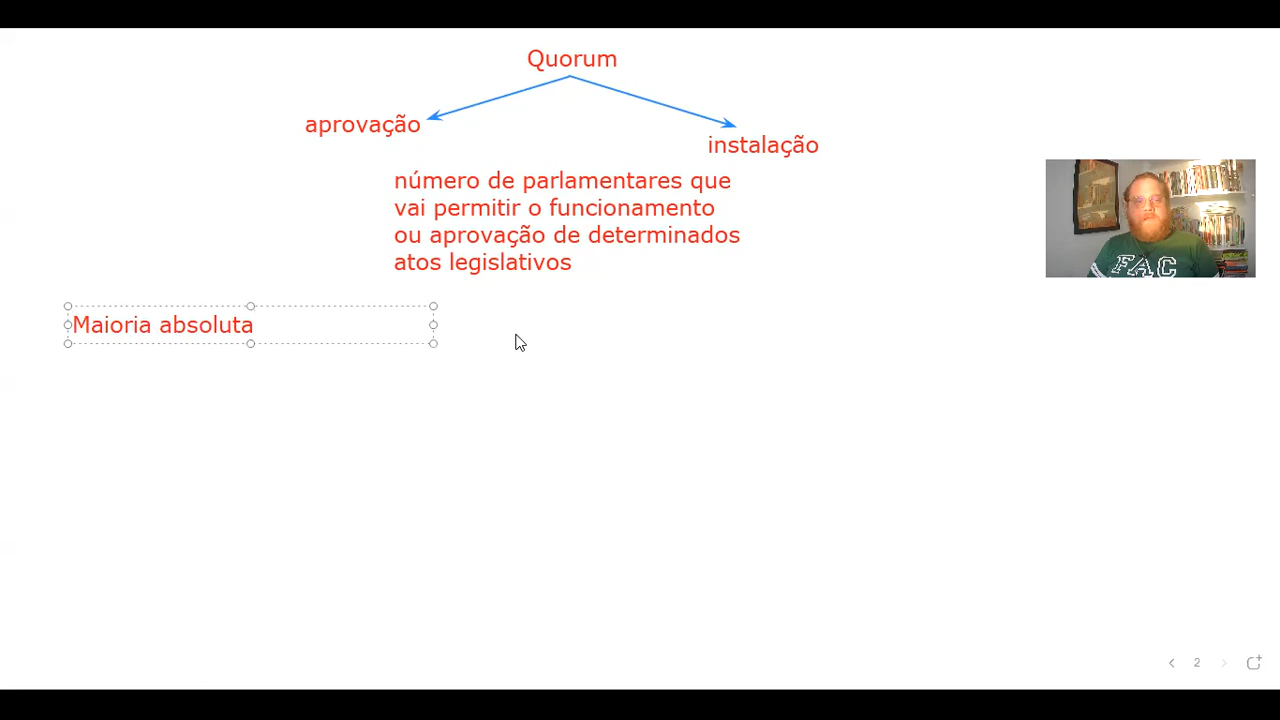 Quorum
aprovação
instalação
número de parlamentares que
vai permitir o funcionamento
ou aprovação de determinados
atos legislativos
FAC
Maioria absoluta
2